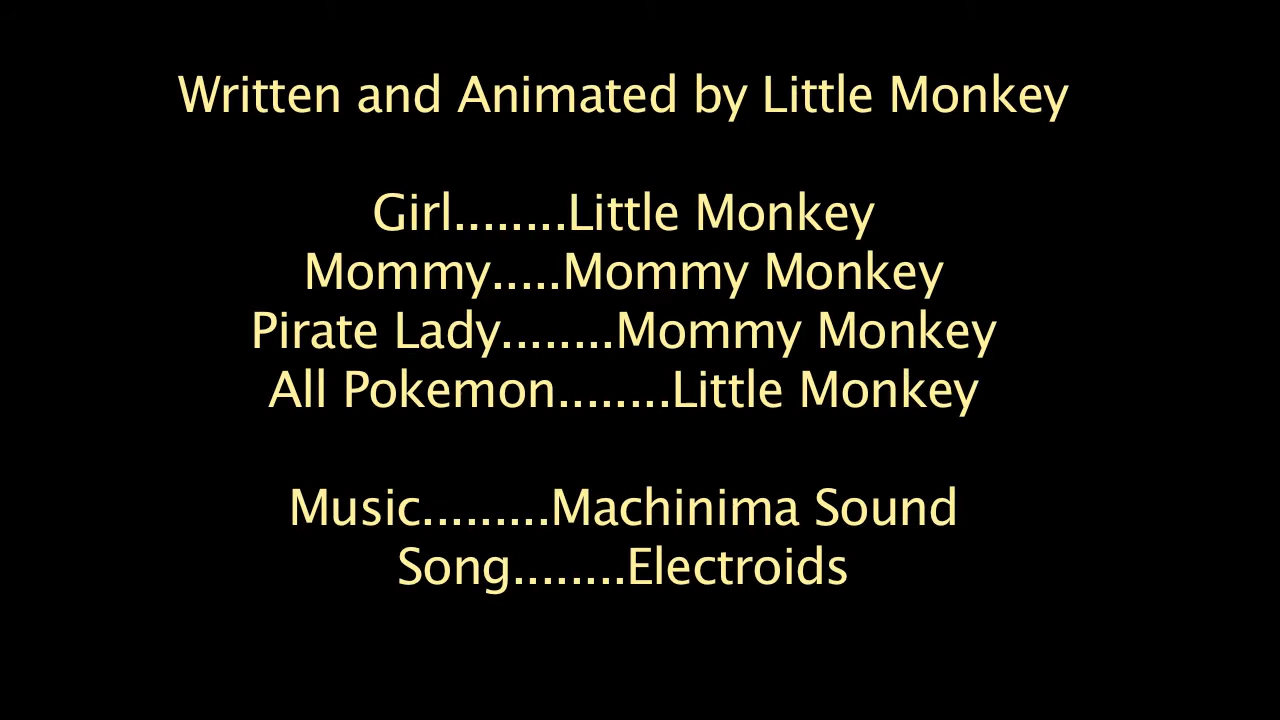 Written and Animated by Little Monkey
Girl........Little Monkey
Mommy.....Mommy Monkey
Pirate Lady........Mommy Monkey
All Pokemon........Little Monkey
Music.........Machinima Sound
Song........Electroids